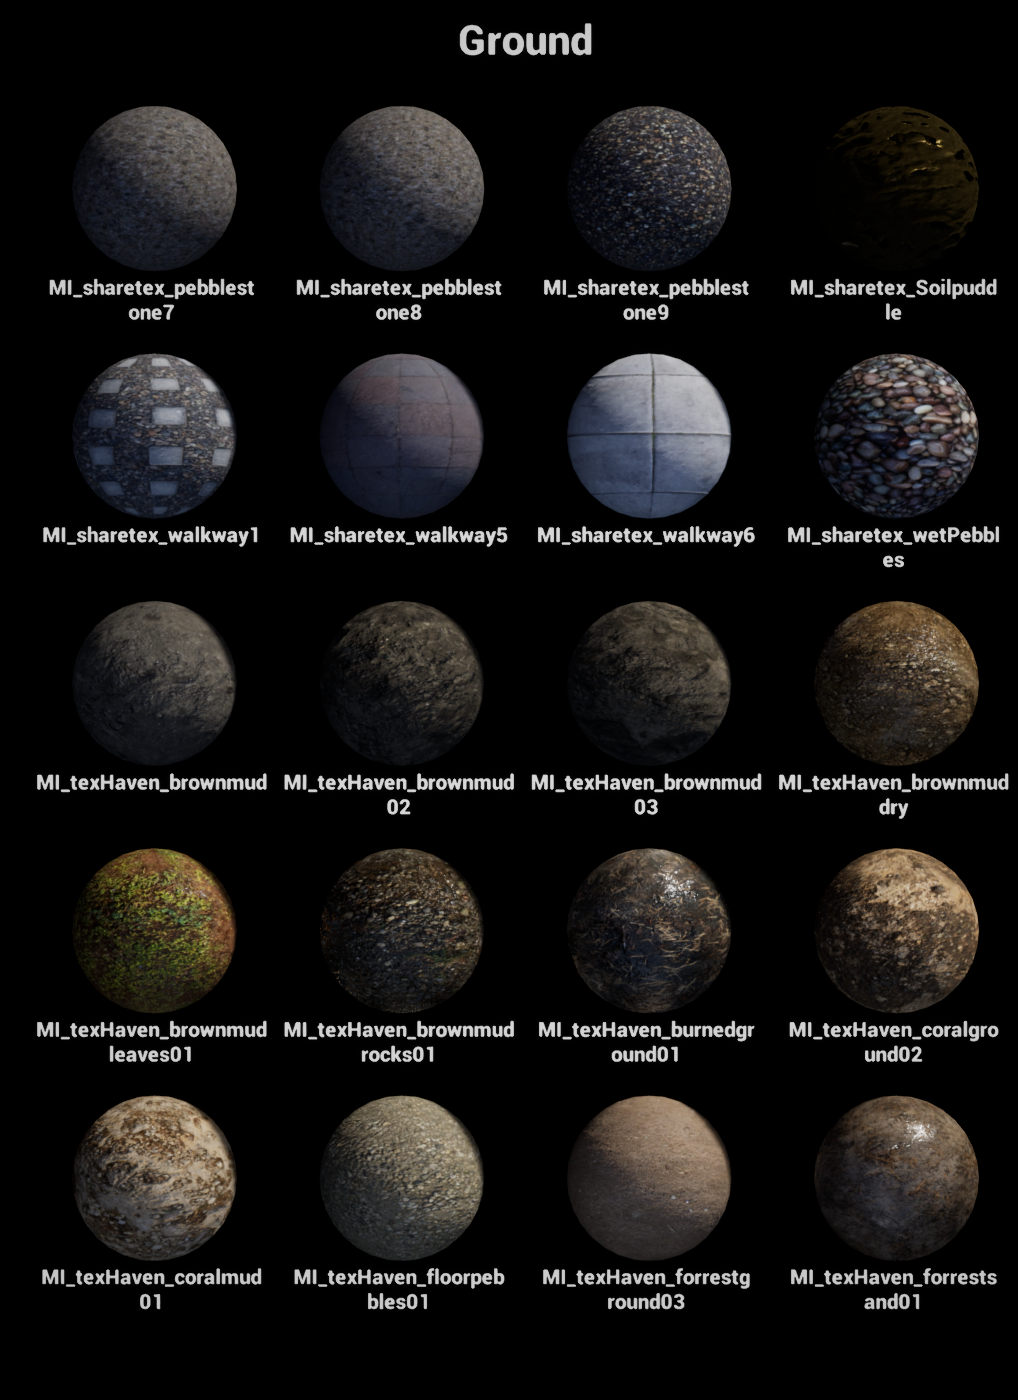 Ground
MI_sharetex_pebblest
one7
MI_sharetex_pebblest
one8
MI_sharetex_pebblest
one9
MI_sharetex_Soilpudd
le
MI_sharetex_walkway1
MI_sharetex_walkway5
MI_sharetex_walkway6
MI_sharetex_wetPebbl
es
MI_texHaven_brownmud
MI_texHaven_brownmud
02
MI_texHaven_brownmud
03
MI_texHaven_brownmud
dry
MI_texHaven_brownmud
leaves01
MI_texHaven_brownmud
rocks01
MI_texHaven_burnedgr
ound01
MI_texHaven_coralgro
und02
MI_texHaven_coralmud
01
MI_texHaven_floorpeb
bles01
MI_texHaven_forrestg
round03
MI_texHaven_forrests
and01